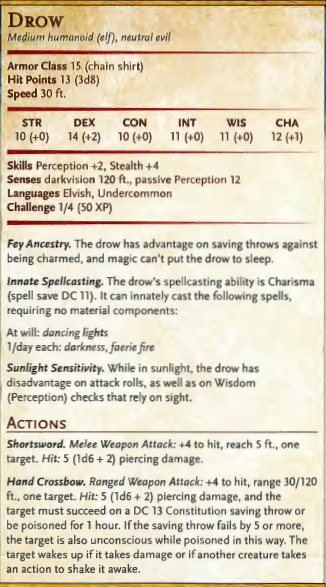 DROW
Medium humanoid (elf), neutral evil
Armor Class 15 (chain shirt)
Hit Points 13 (3d8)
Speed 30 ft.
STR DEX CON INT WIS CHA
10 (+0) 14 (+2) 10 (+0) 11 (+0) 11 (+0) 12 (+1)
Skills Perception +2, Stealth +4
Senses darkvision 120 ft., passive Perception 12
Languages Elvish, Undercommon
Challenge 1/4 (50 XP)
Fey Ancestry. The drow has advantage on saving throws against
being charmed, and magic can't put the drow to sleep.
Innate Spellcasting. The drow's spellcasting ability is Charisma
(spell save DC 11). It can innately cast the following spells,
requiring no material components:
At will: dancing lights
1/day each: darkness, faerie fire
Sunlight Sensitivity. While in sunlight, the drow has
disadvantage on attack rolls, as well as on Wisdom
(Perception) checks that rely on sight.
ACTIONS
Shortsword. Melee Weapon Attack: +4 to hit, reach 5 ft., one
target. Hit: 5 (1d6 + 2) piercing damage.
Hand Crossbow. Ranged Weapon Attack: +4 to hit, range 30/120
ft., one target. Hit: 5 (1d6 + 2) piercing damage, and the
target must succeed on a DC 13 Constitution saving throw or
be poisoned for 1 hour. If the saving throw fails by 5 or more,
the target is also unconscious while poisoned in this way. The
target wakes up if it takes damage or if another creature takes
an action to shake it awake.